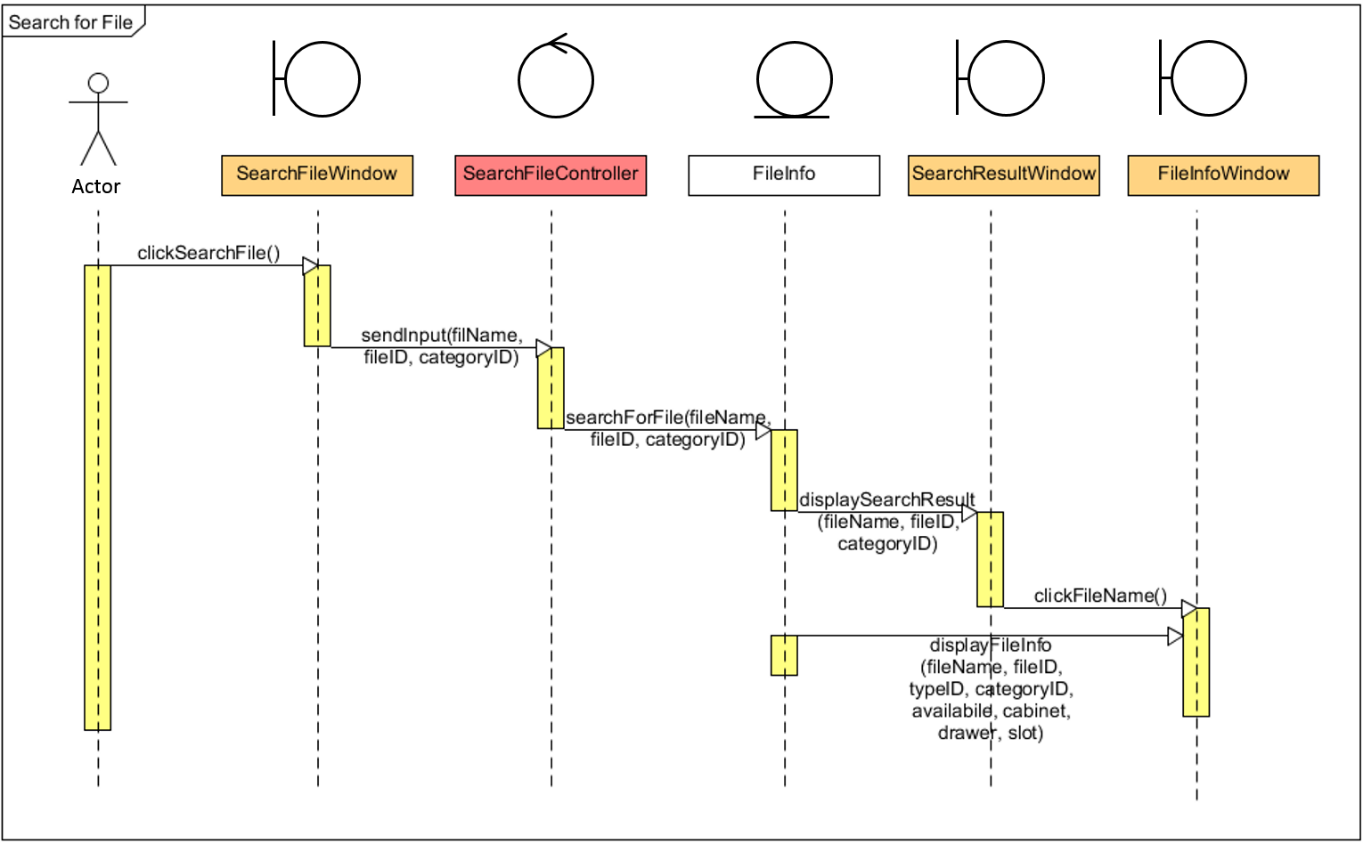 Search for File
Actor
SearchFileWindow
SearchFileController
FileInfo
SearchResultWindow
FileInfoWindow
clickSearchFile()
sendInput(filName,
fileID, categoryID)
searchForFile(fileName,
fileID, categoryID)
displaySearchResult
(fileName, fileID,
categoryID)
clickFileName()
displayFileInfo
(fileName, fileID,
typeID, categoryID,
availabile, cabinet,
drawer, slot)